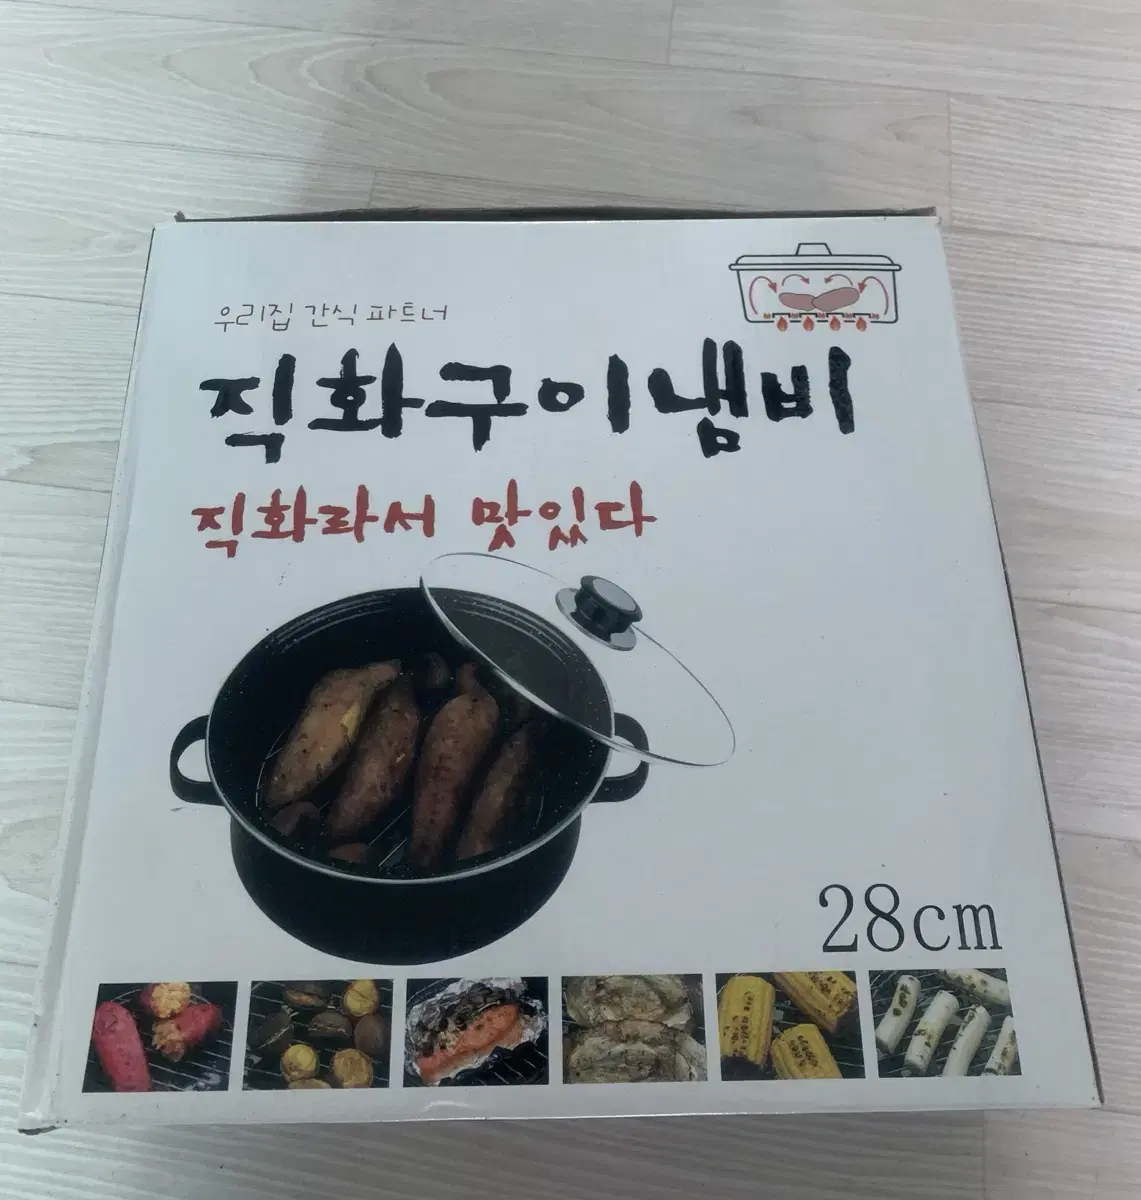 우리집 간식 파트너
직화구이냄비
직화라서 맛있다
28cm